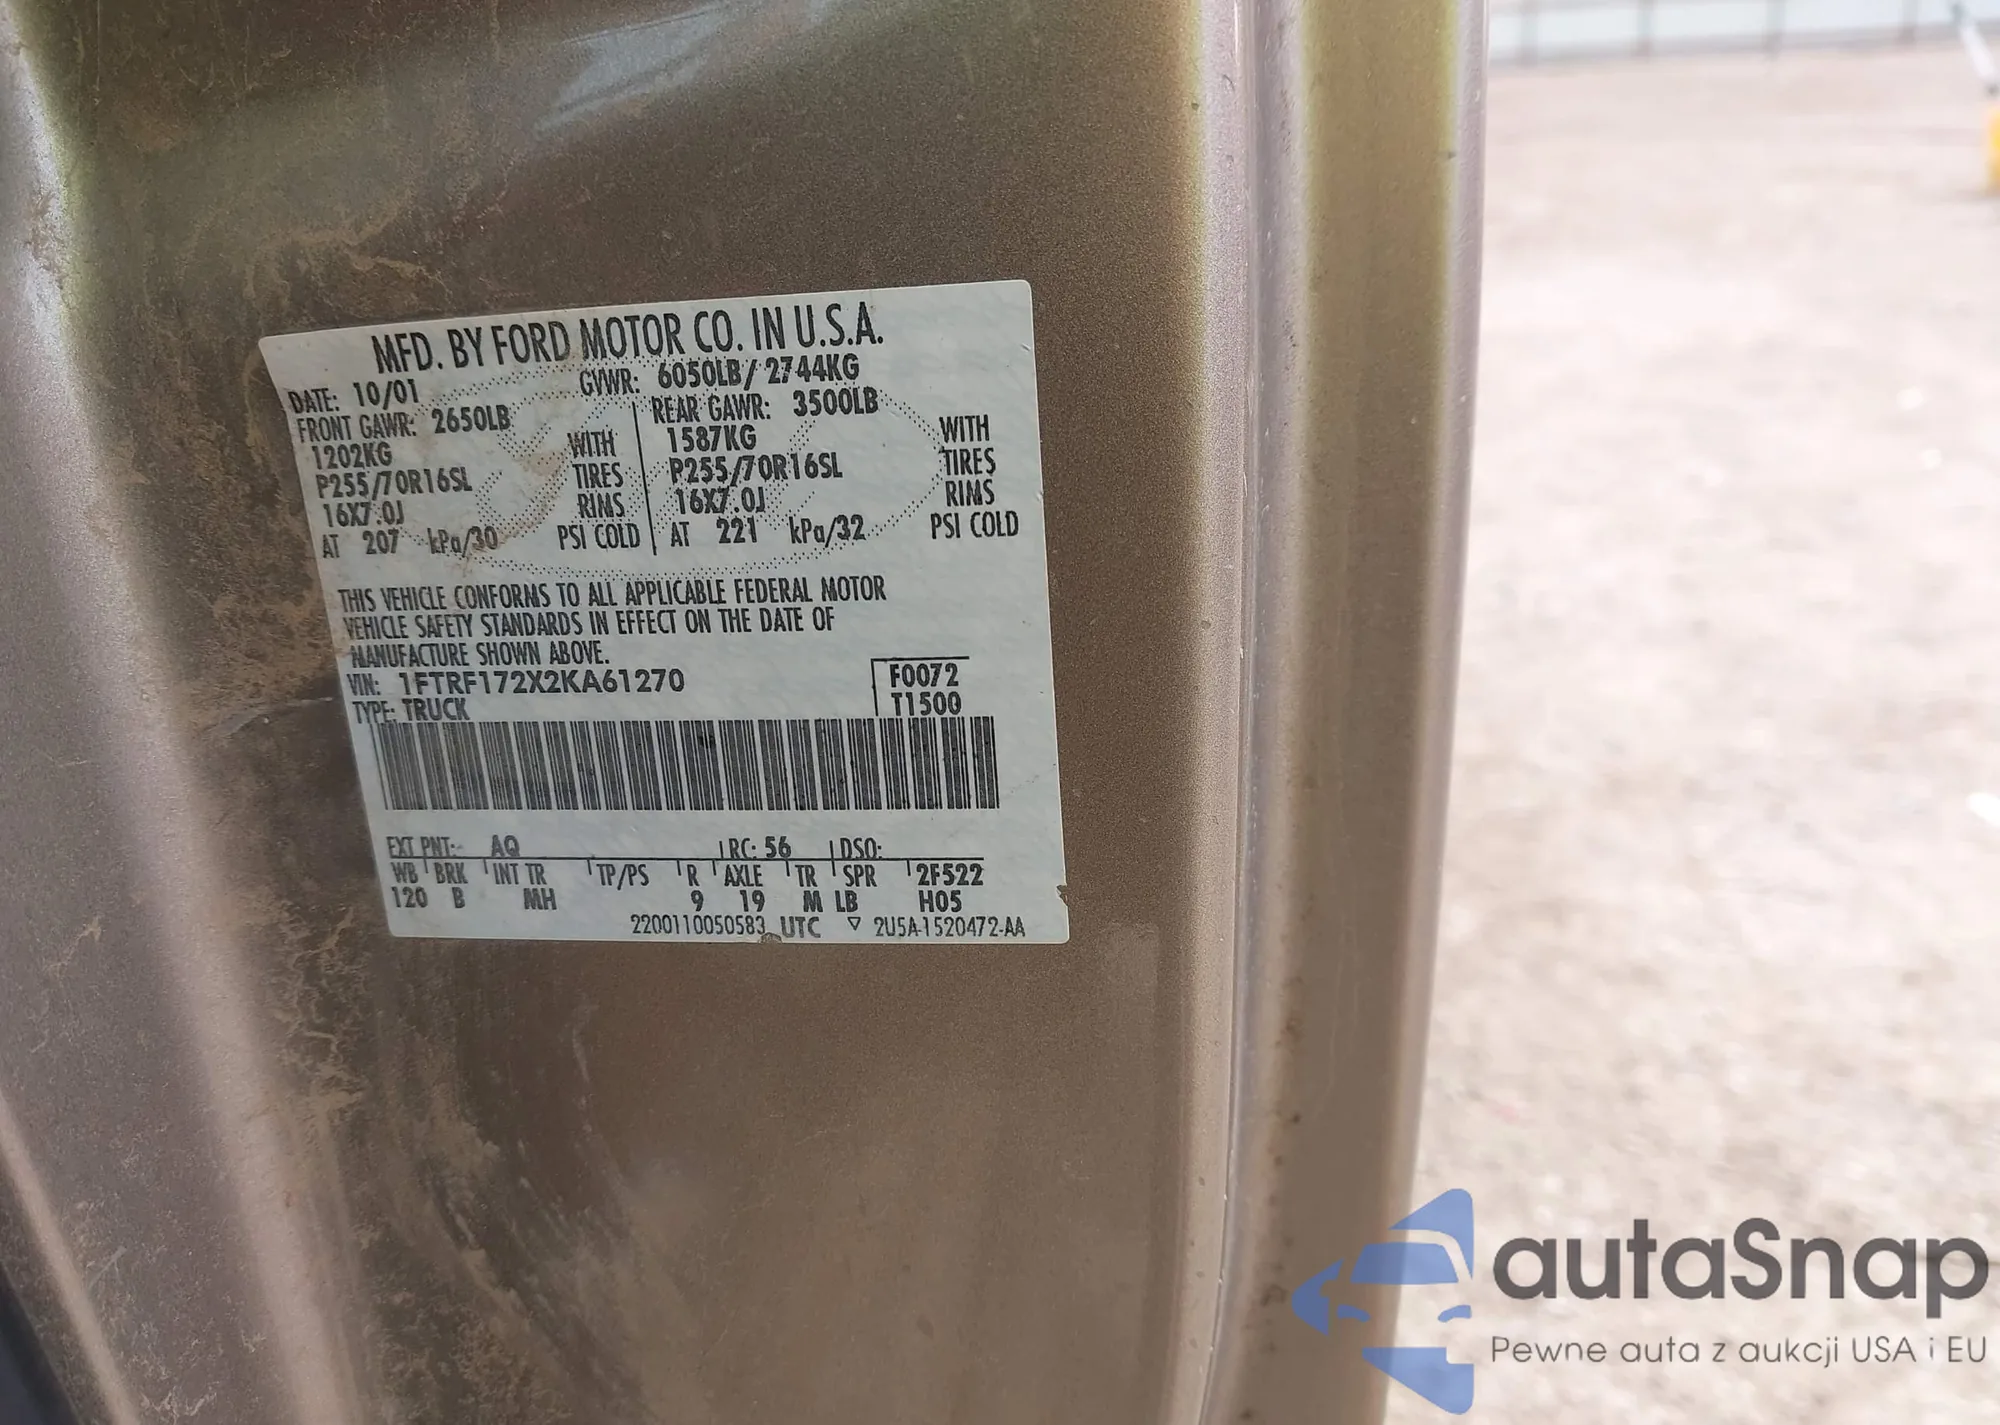 MFD. BY FORD MOTOR CO. IN U.S.A.
DATE: 10/01 GVWR: 6050LB/ 2744KG
FRONT GAWR: 2650LB REAR GAWR: 3500LB
1202KG WITH 1587KG WITH
P255/70R16SL TIRES P255/70R16SL TIRES
16X7.0J RIMS 16X7.0J RIMS
AT 207 kPa/30 PSI COLD AT 221 kPa/32 PSI COLD
THIS VEHICLE CONFORMS TO ALL APPLICABLE FEDERAL MOTOR
VEHICLE SAFETY STANDARDS IN EFFECT ON THE DATE OF
MANUFACTURE SHOWN ABOVE.
VIN: 1FTRF172X2KA61270 F0072
TYPE: TRUCK T1500
EXT PNT: AQ RC: 56 DSO:
WB BRK INT TR TP/PS R AXLE TR SPR 2F522
120 B MH 9 19 M LB H05
2200110050583 UTC ▽ 2U5A-1520472-AA
autaSnap
Pewne auta z aukcji USA i EU